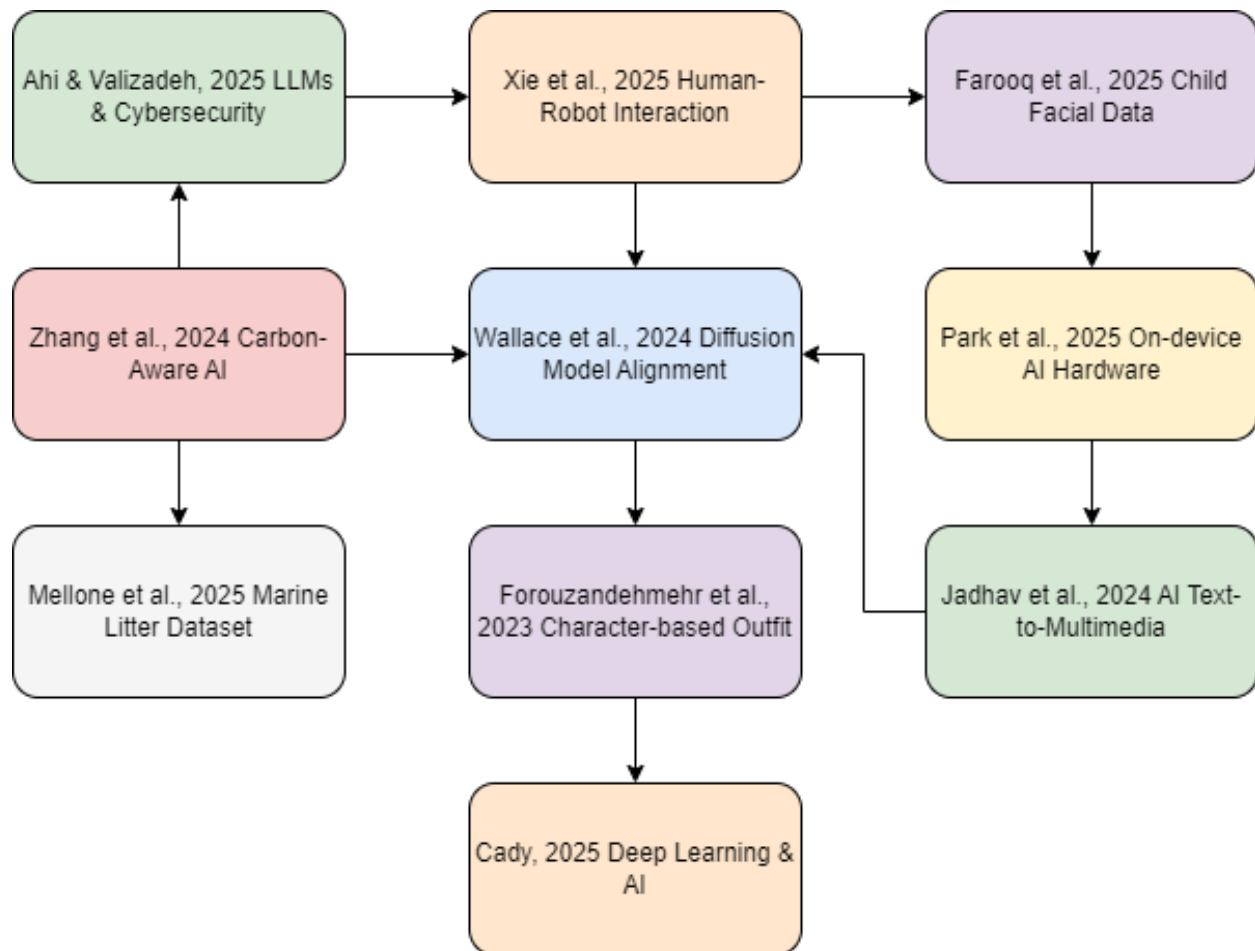 Ahi & Valizadeh, 2025 LLMs
& Cybersecurity
Xie et al., 2025 Human-
Robot Interaction
Farooq et al., 2025 Child
Facial Data
Zhang et al., 2024 Carbon-
Aware AI
Wallace et al., 2024 Diffusion
Model Alignment
Park et al., 2025 On-device
AI Hardware
Mellone et al., 2025 Marine
Litter Dataset
Forouzandehmehr et al.,
2023 Character-based Outfit
Jadhav et al., 2024 AI Text-
to-Multimedia
Cady, 2025 Deep Learning &
AI